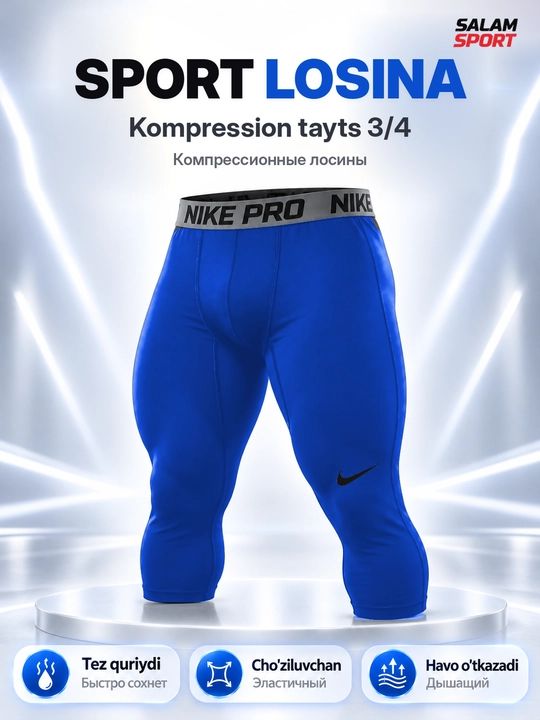 SALAM
SPORT
SPORT LOSINA
Kompression tayts 3/4
Компрессионные лосины
NIKE PRO NIKE
Tez quriydi
Быстро сохнет
Cho'ziluvchan
Эластичный
Havo o'tkazadi
Дышащий